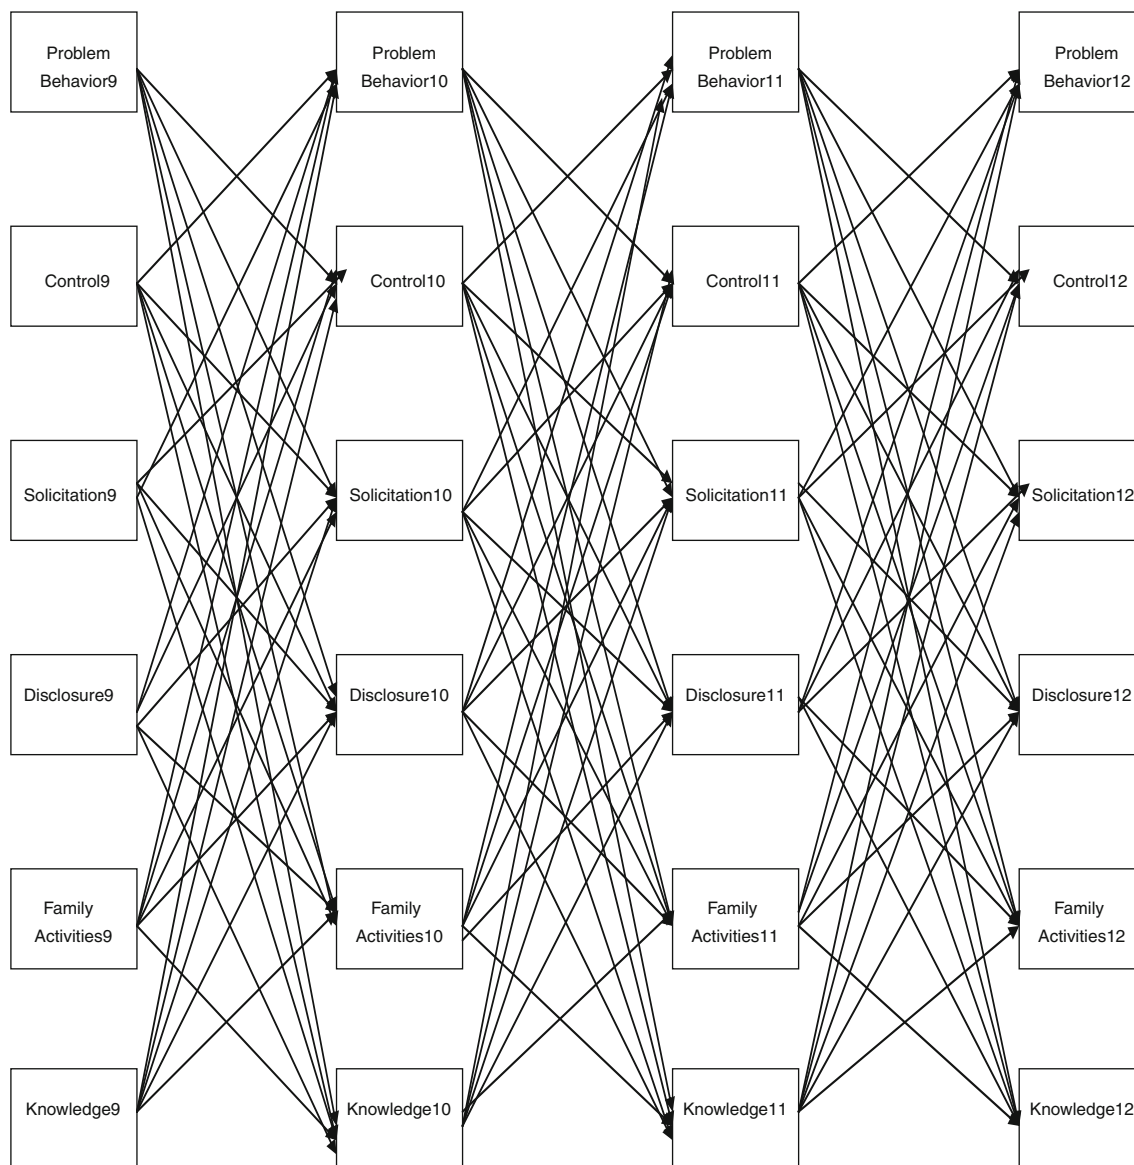 Problem
Behavior9
Problem
Behavior10
Problem
Behavior11
Problem
Behavior12
Control9
Control10
Control11
Control12
Solicitation9
Solicitation10
Solicitation11
Solicitation12
Disclosure9
Disclosure10
Disclosure11
Disclosure12
Family
Activities9
Family
Activities10
Family
Activities11
Family
Activities12
Knowledge9
Knowledge10
Knowledge11
Knowledge12